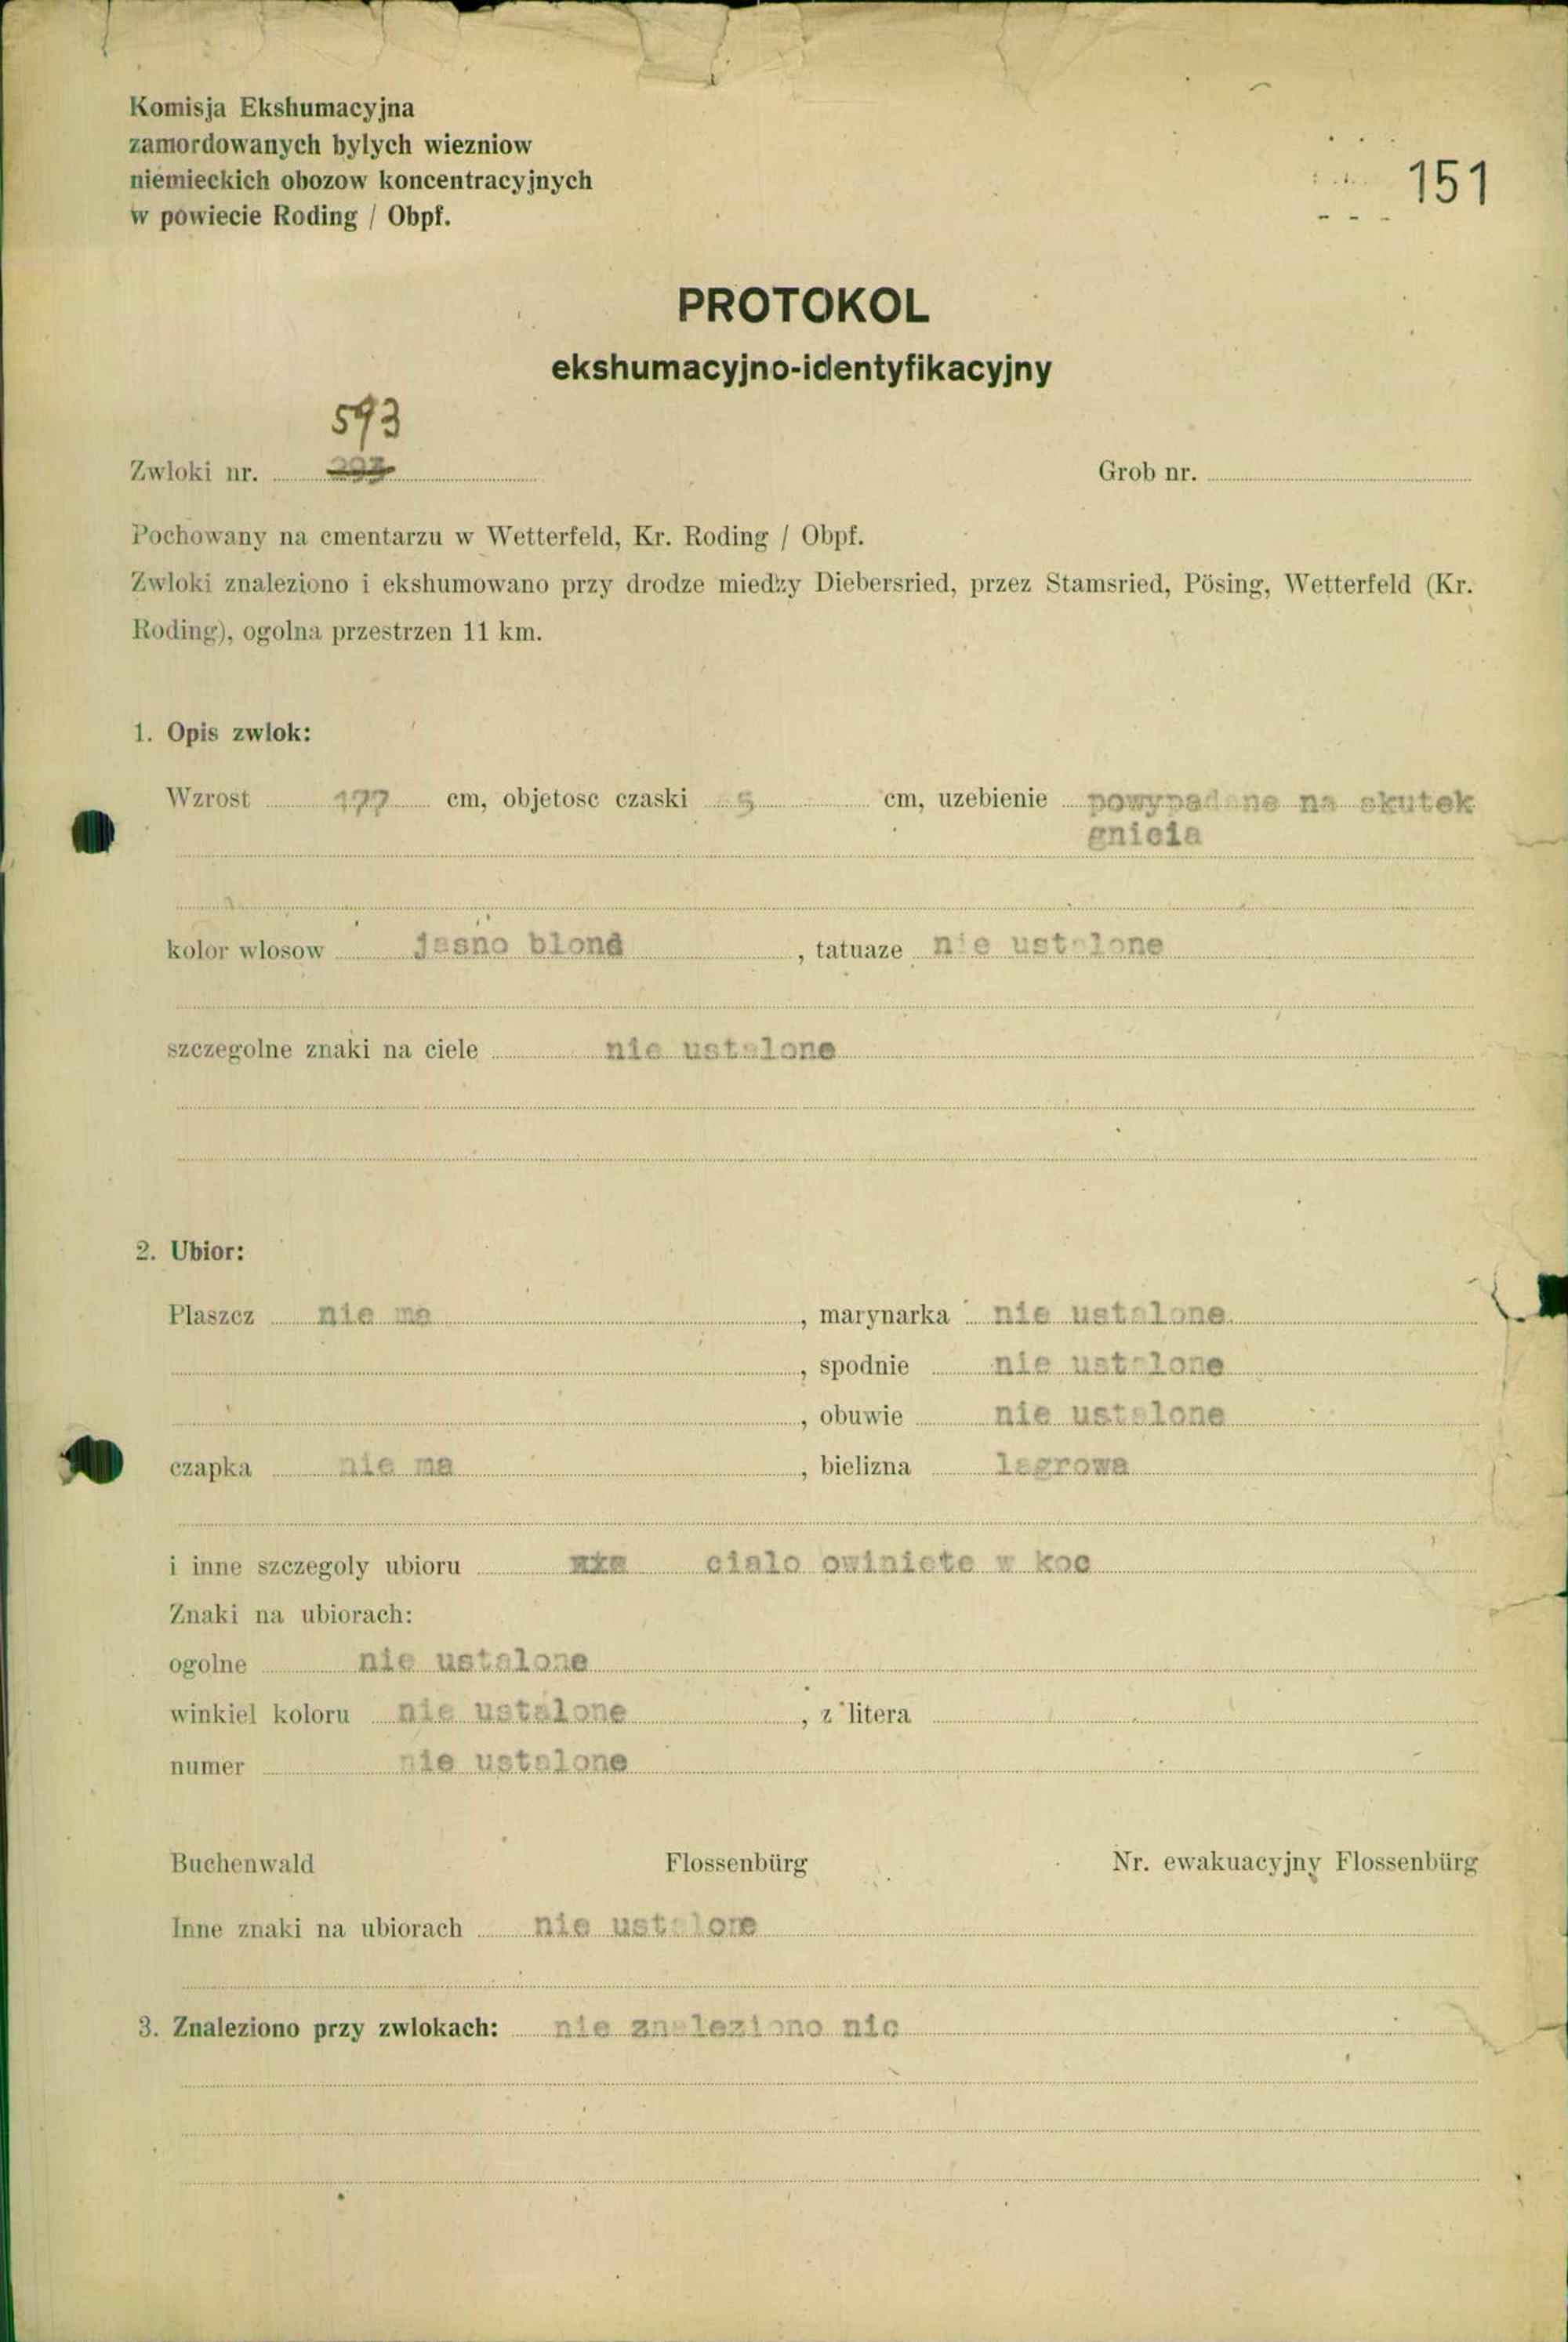 Komisja Ekshumacyjna
zamordowanych bylych wiezniow
niemieckich obozow koncentracyjnych
w powiecie Roding / Obpf.
151
PROTOKOL
ekshumacyjno-identyfikacyjny
593
Zwloki nr.
Grob nr.
Pochowany na cmentarzu w Wetterfeld, Kr. Roding / Obpf.
Zwloki znaleziono i ekshumowano przy drodze miedzy Diebersried, przez Stamsried, Pösing, Wetterfeld (Kr.
Roding), ogolna przestrzen 11 km.
1. Opis zwlok:
Wzrost 177 cm, objetosc czaski 5 cm, uzebienie powypadane na skutek
gnicia
kolor wlosow jasno blond, tatuaze nie ustalone
szczegolne znaki na ciele nie ustalone
2. Ubior:
Plaszcz nie ma, marynarka nie ustalone
, spodnie nie ustalone
, obuwie nie ustalone
czapka nie ma, bielizna lagrowa
i inne szczegoly ubioru cialo owiniete w koc
Znaki na ubiorach:
ogolne nie ustalone
winkiel koloru nie ustalone, z litera
numer nie ustalone
Buchenwald Flossenbürg Nr. ewakuacyjny Flossenbürg
Inne znaki na ubiorach nie ustalone
3. Znaleziono przy zwlokach: nie znaleziono nic